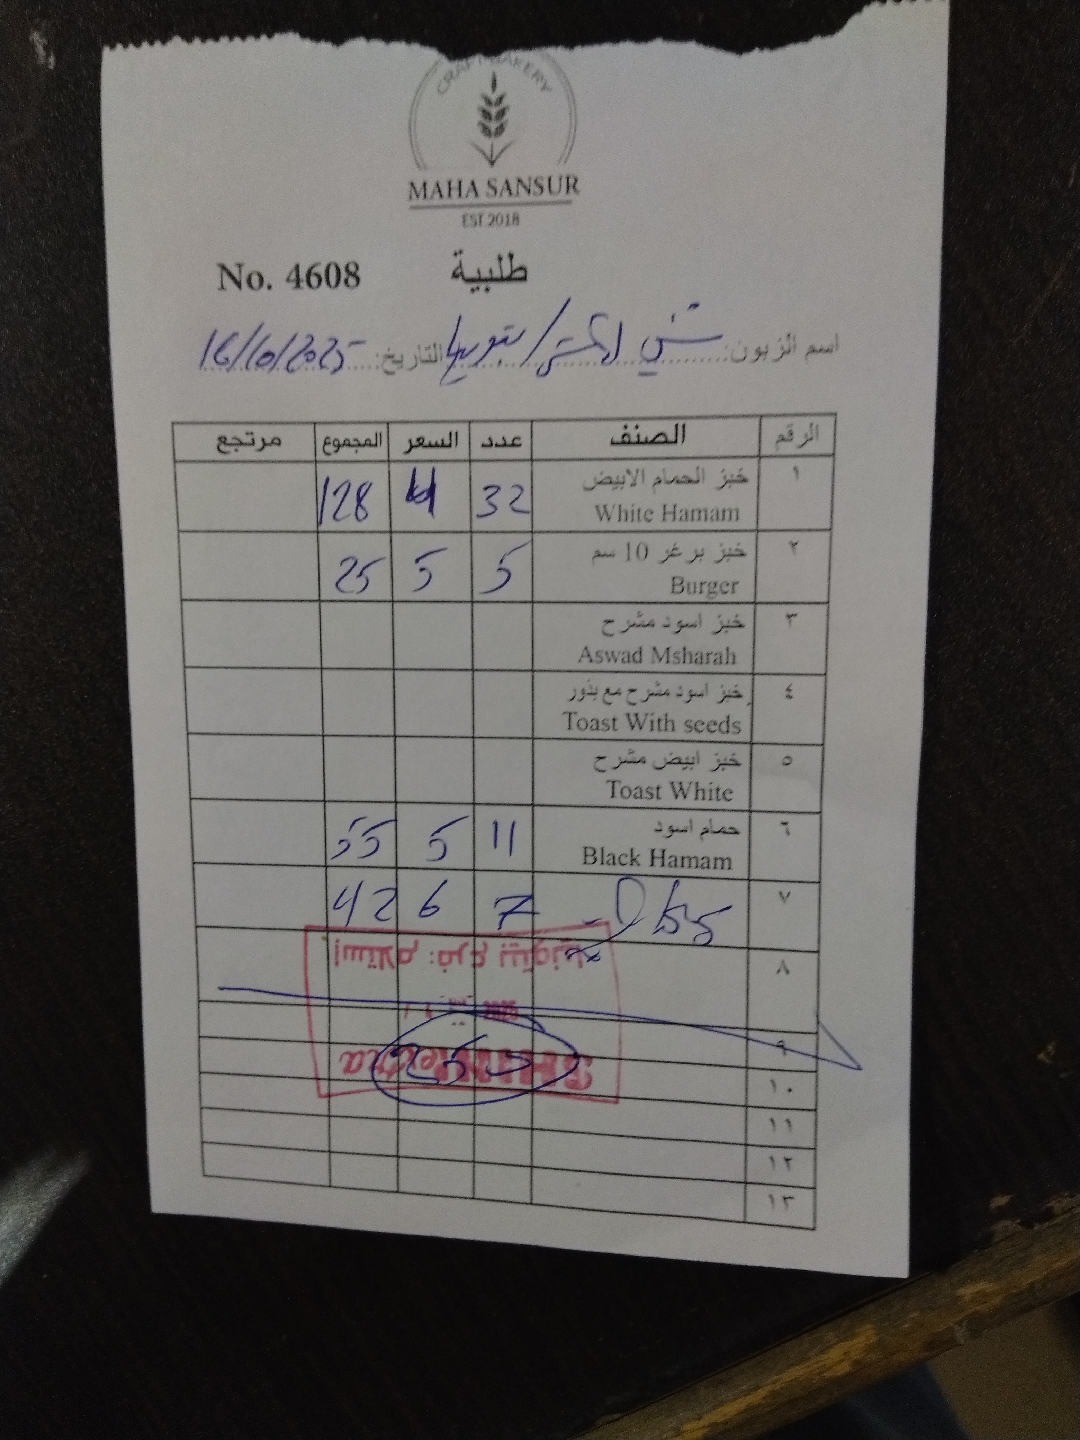 CRAFT BAKERY
MAHA SANSUR
EST.2018
No. 4608 طلبية
اسم الزبون: التاريخ: 16/10/2025
الرقم الصنف عدد السعر المجموع مرتجع
١ خبز الحمام الابيض 32 4 128
White Hamam
٢ خبز برغر 10 سم 5 5 25
Burger
٣ خبز اسود مشرح
Aswad Msharah
٤ خبز اسود مشرح مع بذور
Toast With seeds
٥ خبز ابيض مشرح
Toast White
٦ حمام اسود 11 5 55
Black Hamam
٧ 7 6 42
٨
إستلام: فرع
٩
١٠
١١
١٢
١٣